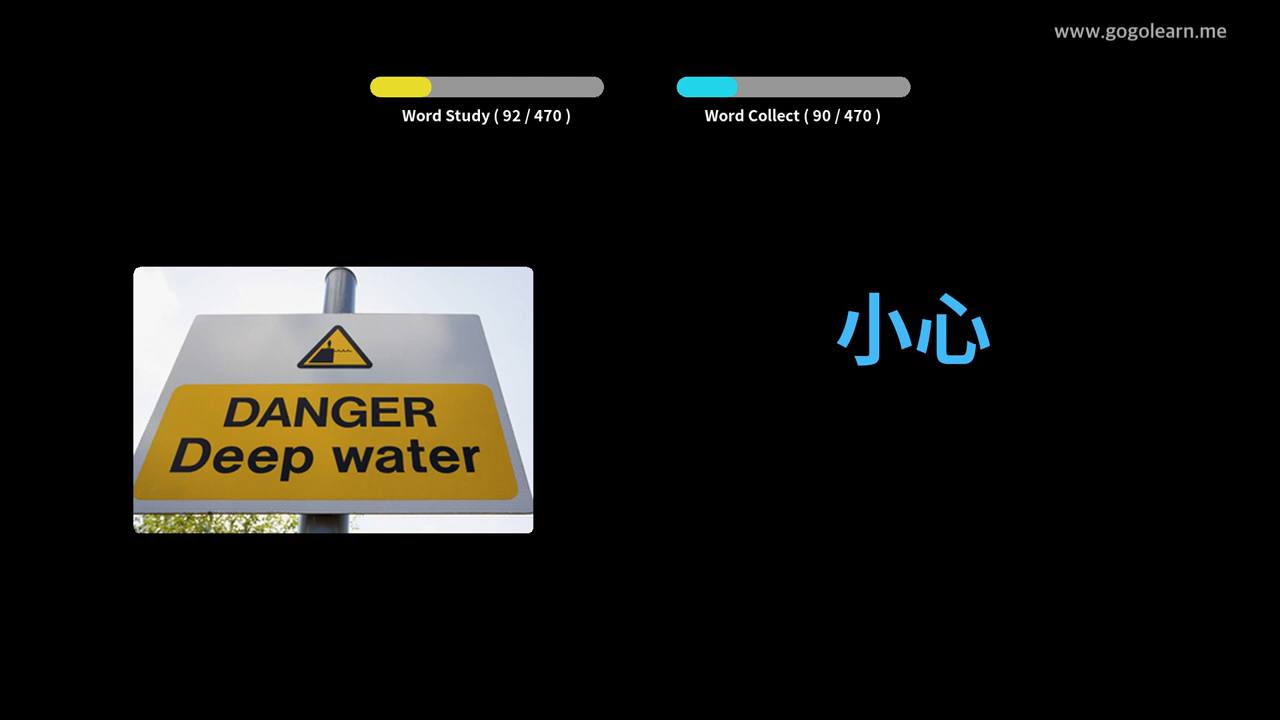 www.gogolearn.me
Word Study ( 92 / 470 )
Word Collect ( 90 / 470 )
DANGER
Deep water
小心